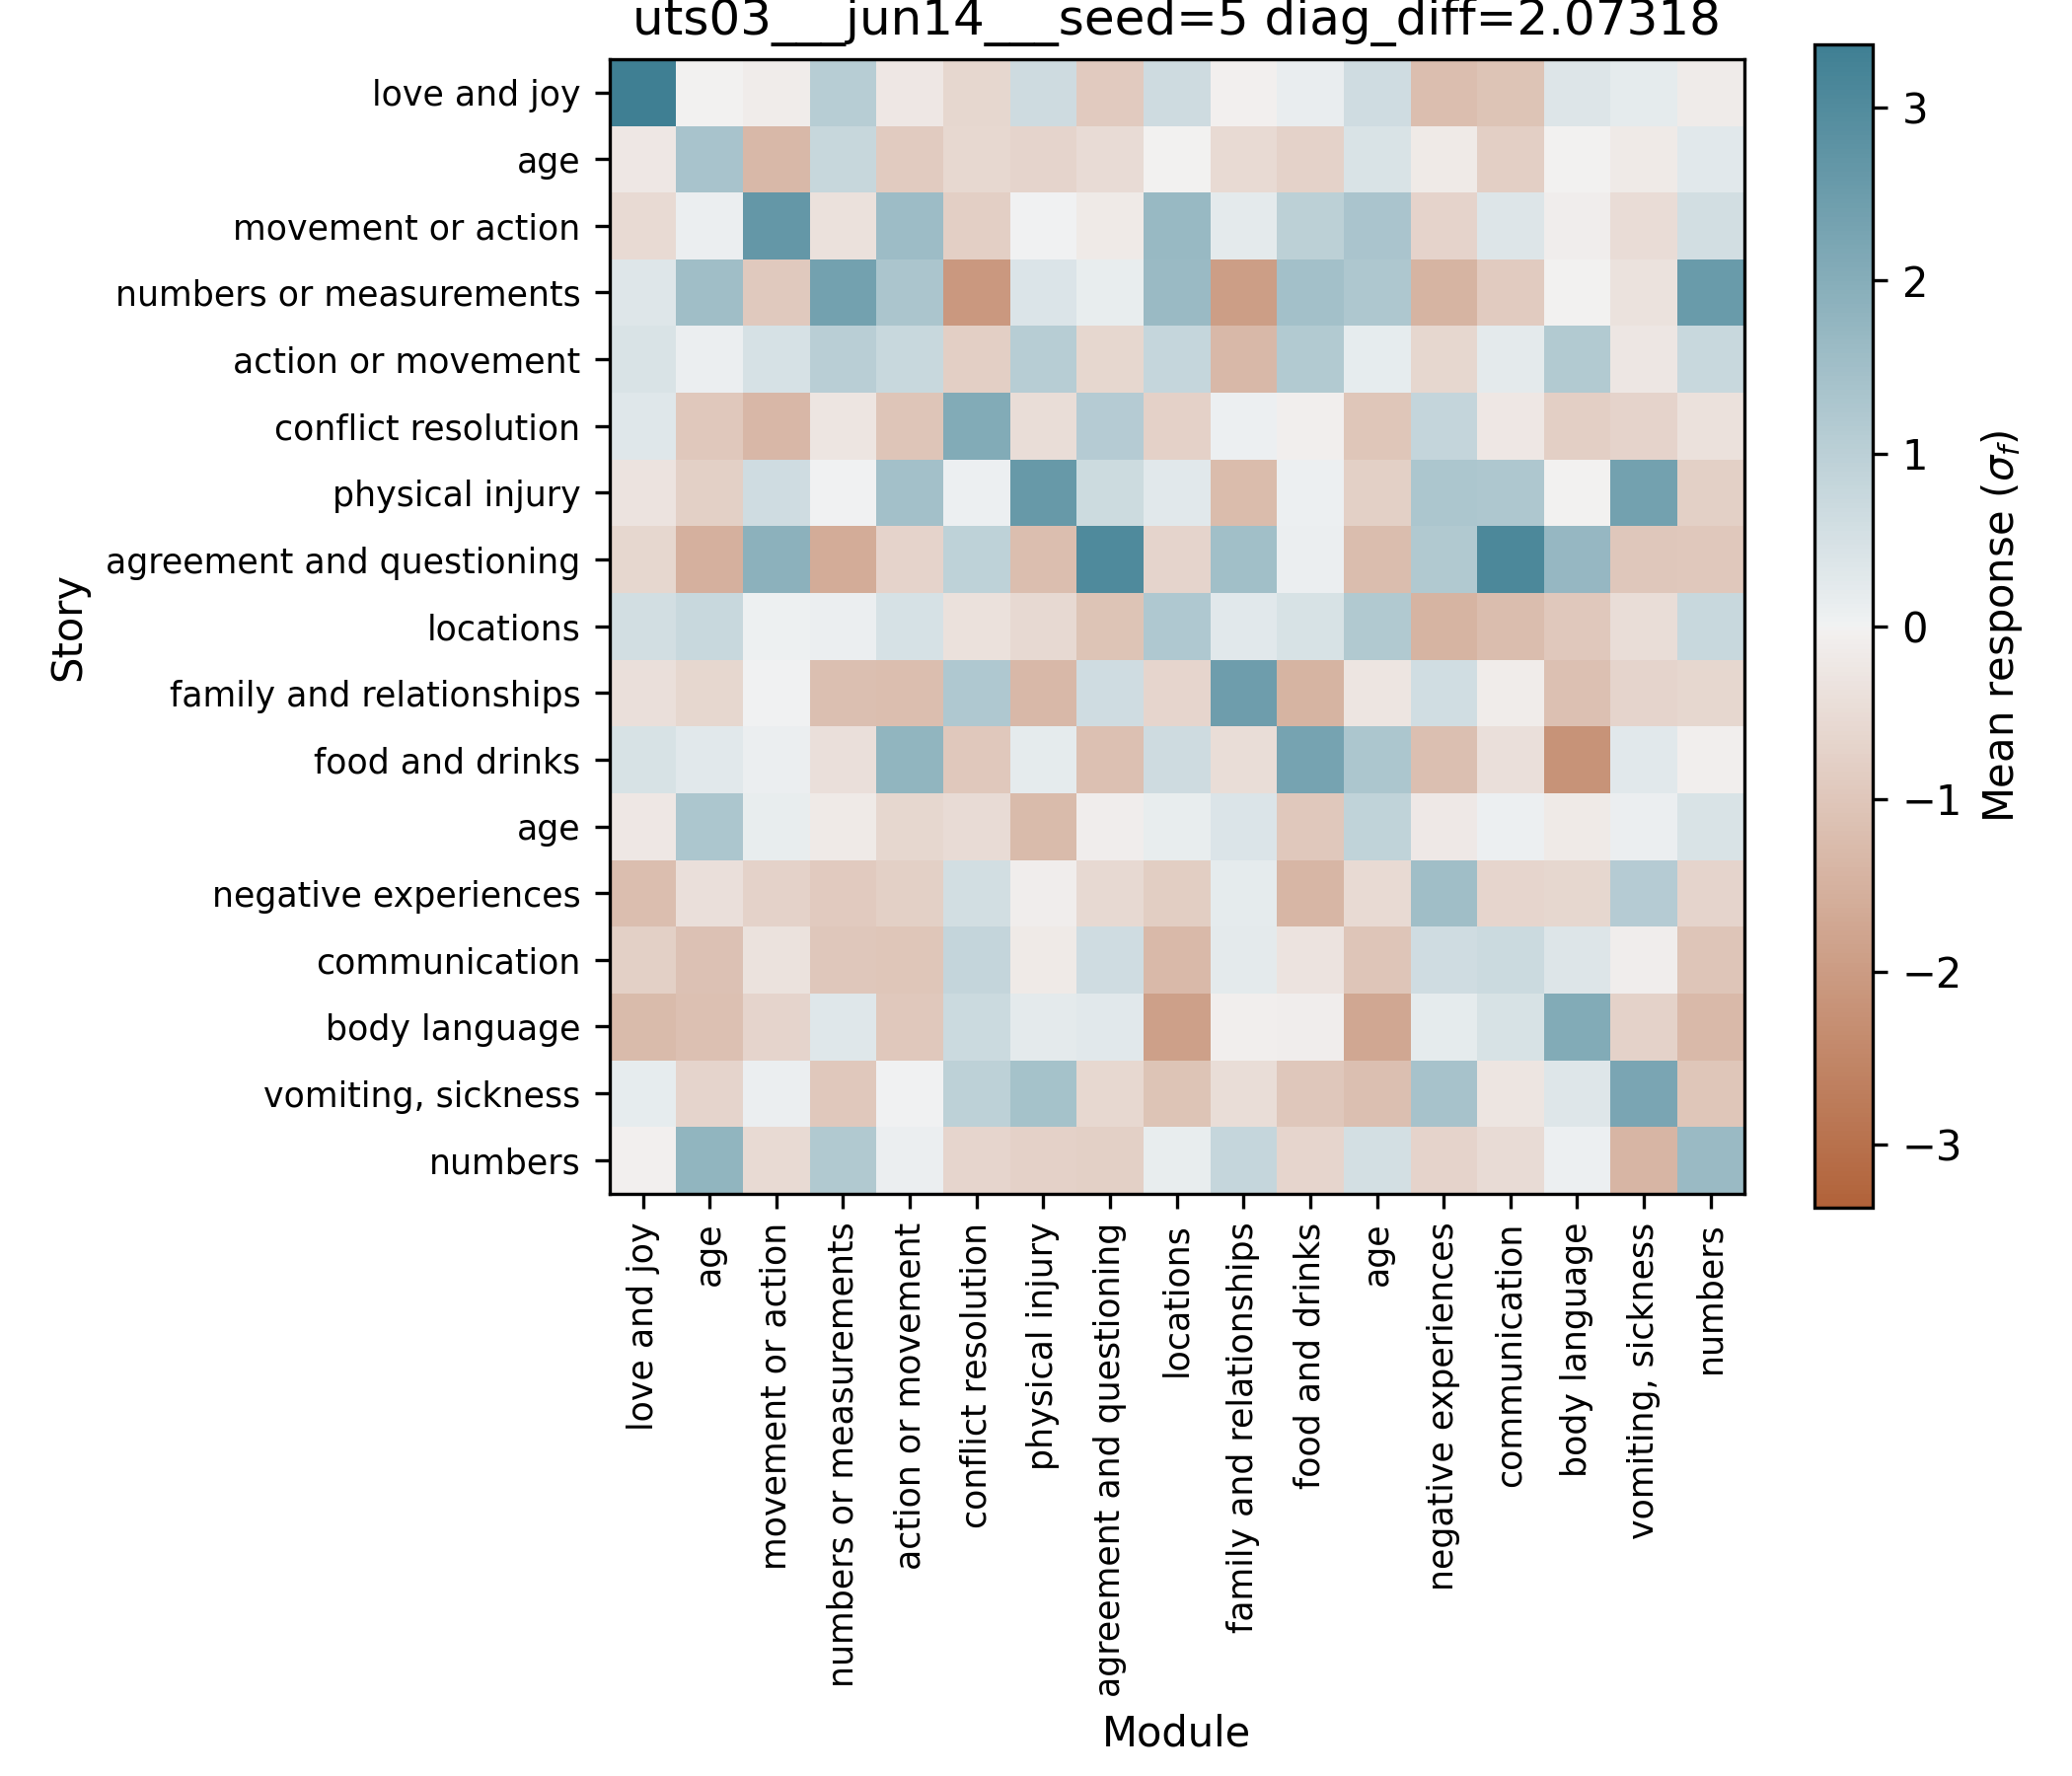 uts03___jun14___seed=5 diag_diff=2.07318
love and joy
age
movement or action
numbers or measurements
action or movement
conflict resolution
physical injury
agreement and questioning
locations
family and relationships
food and drinks
age
negative experiences
communication
body language
vomiting, sickness
numbers
Story
love and joy
age
movement or action
numbers or measurements
action or movement
conflict resolution
physical injury
agreement and questioning
locations
family and relationships
food and drinks
age
negative experiences
communication
body language
vomiting, sickness
numbers
Module
3
2
1
0
−1
−2
−3
Mean response (σf)